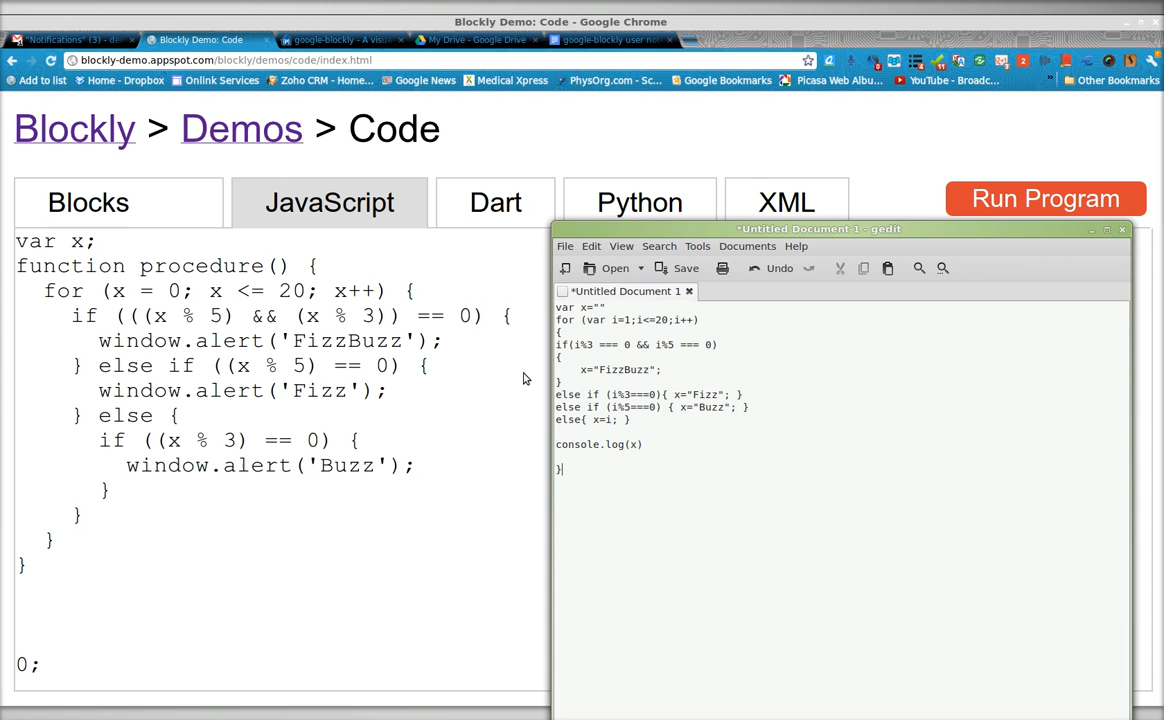 Blockly Demo: Code - Google Chrome
"Notifications" (3) - de
Blockly Demo: Code
google-blockly - A visu
My Drive - Google Drive
google-blockly user no
blockly-demo.appspot.com/blockly/demos/code/index.html
Add to list
Home - Dropbox
Onlink Services
Zoho CRM - Home...
Google News
Medical Xpress
PhysOrg.com - Sc...
Google Bookmarks
Picasa Web Albu...
YouTube - Broadc...
Other Bookmarks
Blockly > Demos > Code
Blocks
JavaScript
Dart
Python
XML
Run Program
var x;
function procedure() {
for (x = 0; x <= 20; x++) {
if (((x % 5) && (x % 3)) == 0) {
window.alert('FizzBuzz');
} else if ((x % 5) == 0) {
window.alert('Fizz');
} else {
if ((x % 3) == 0) {
window.alert('Buzz');
}
}
}
}
0;
*Untitled Document 1 - gedit
File Edit View Search Tools Documents Help
Open Save Undo
*Untitled Document 1
var x=""
for (var i=1;i<=20;i++)
{
if(i%3 === 0 && i%5 === 0)
{
x="FizzBuzz";
}
else if (i%3===0){ x="Fizz"; }
else if (i%5===0) { x="Buzz"; }
else{ x=i; }
console.log(x)
}